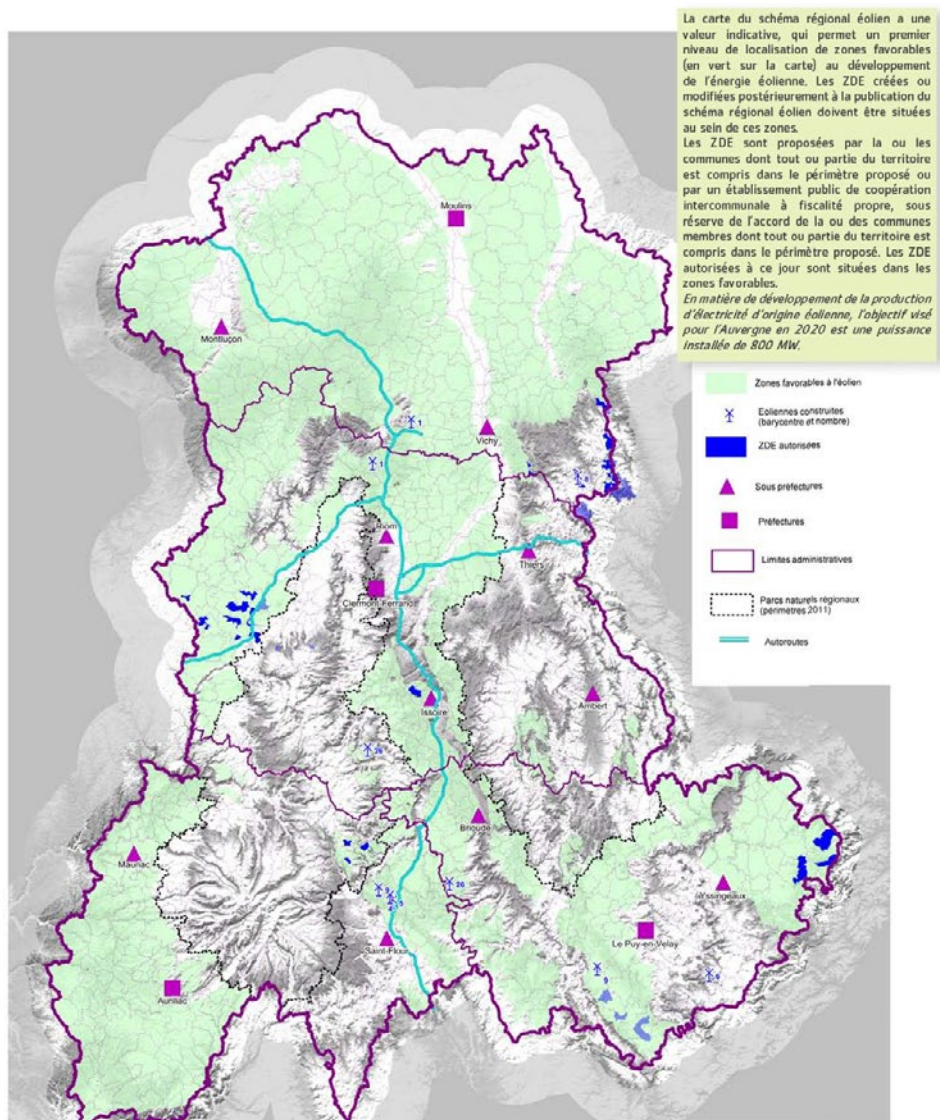 La carte du schéma régional éolien a une
valeur indicative, qui permet un premier
niveau de localisation de zones favorables
(en vert sur la carte) au développement
de l'énergie éolienne. Les ZDE créées ou
modifiées postérieurement à la publication du
schéma régional éolien doivent être situées
au sein de ces zones.
Les ZDE sont proposées par la ou les
communes dont tout ou partie du territoire
est compris dans le périmètre proposé ou
par un établissement public de coopération
intercommunale à fiscalité propre, sous
réserve de l'accord de la ou des communes
membres dont tout ou partie du territoire est
compris dans le périmètre proposé. Les ZDE
autorisées à ce jour sont situées dans les
zones favorables.
En matière de développement de la production
d'électricité d'origine éolienne, l'objectif visé
pour l'Auvergne en 2020 est une puissance
installée de 800 MW.
Zones favorables à l'éolien
Eoliennes construites
(barycentre et nombre)
ZDE autorisées
Sous préfectures
Préfectures
Limites administratives
Parcs naturels régionaux
(périmètres 2011)
Autoroutes
Moulins
Montluçon
1
Vichy
1
8
Riom
Thiers
Clermont-Ferrand
Issoire
Ambert
Brioude
Mauriac
9
26
5
Yssingeaux
Le Puy-en-Velay
Saint-Flour
9
Aurillac